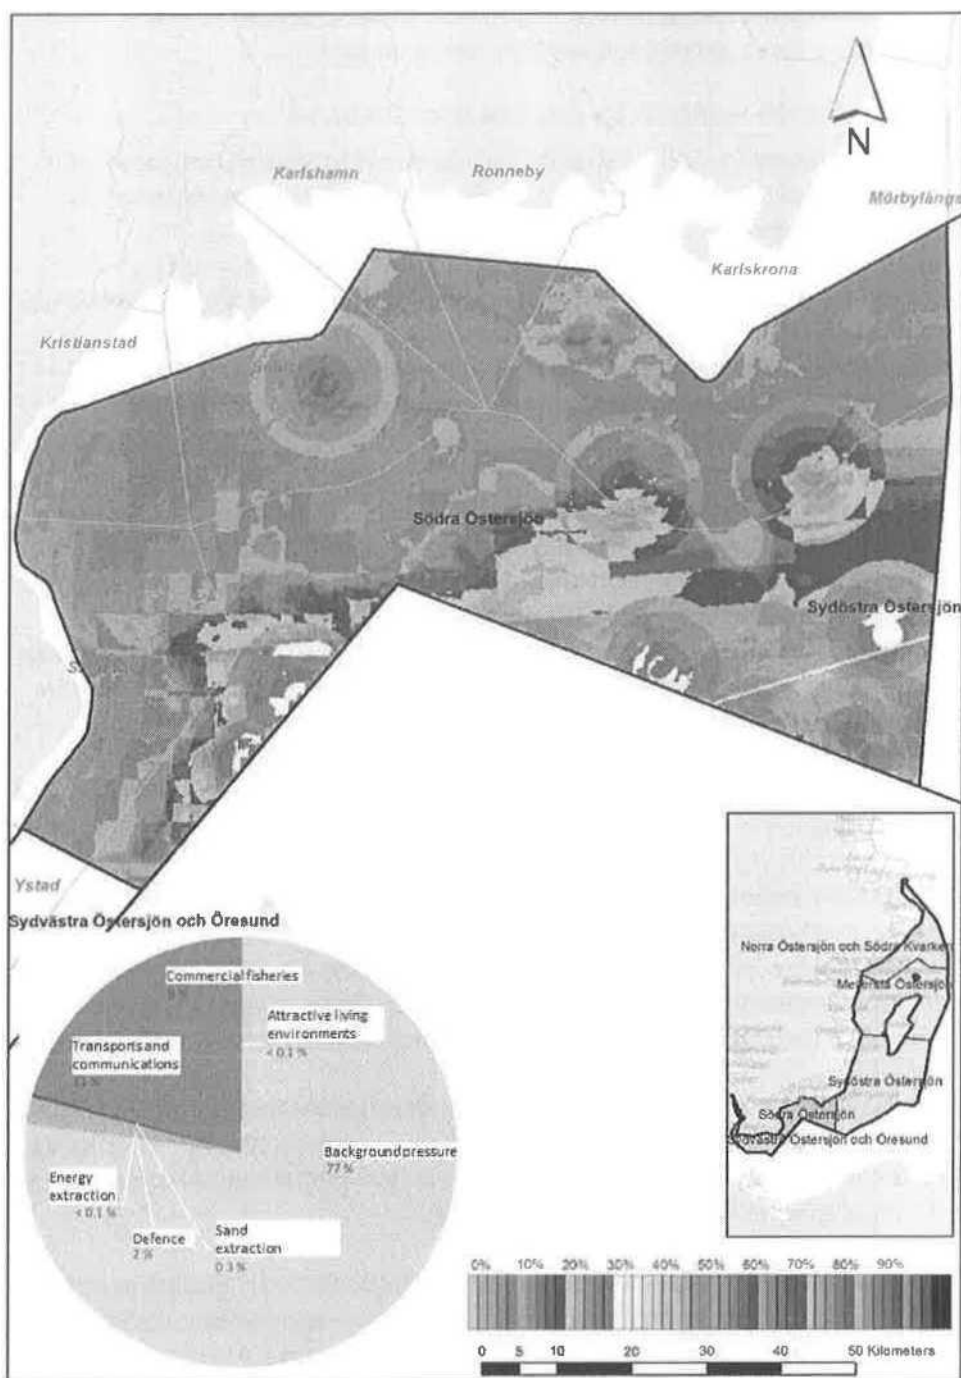 N
Karlshamn
Ronneby
Mörbylånga
Karlskrona
Kristianstad
Södra Östersjön
Sydöstra Östersjön
Ystad
Sydvästra Östersjön och Öresund
Commercial fisheries
9 %
Attractive living
environments
< 0.1 %
Transports and
communications
Background pressure
77 %
Energy
extraction
< 0.1 %
Defence
2 %
Sand
extraction
0.3 %
Norra Östersjön och Södra Kvarken
Mellersta Östersjön
Sydöstra Östersjön
Södra Östersjön
Sydvästra Östersjön och Öresund
0% 10% 20% 30% 40% 50% 60% 70% 80% 90%
0 5 10 20 30 40 50 Kilometers